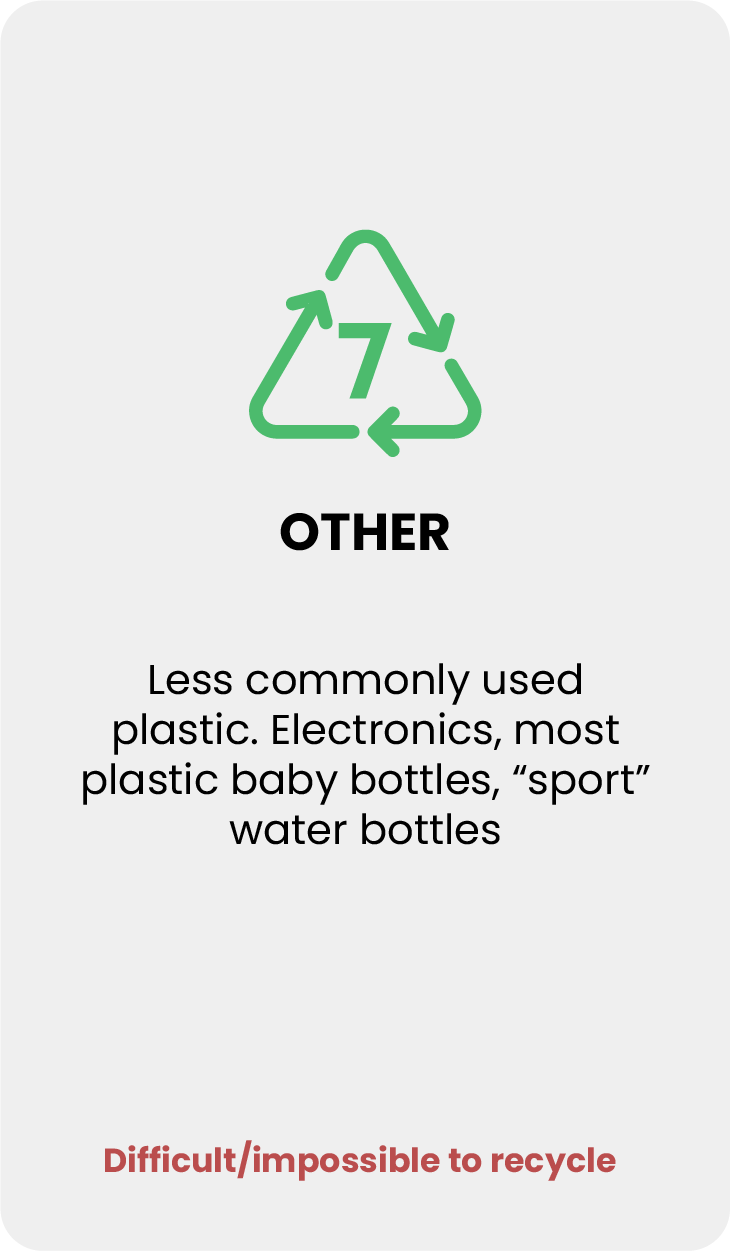 7
OTHER
Less commonly used
plastic. Electronics, most
plastic baby bottles, “sport”
water bottles
Difficult/impossible to recycle